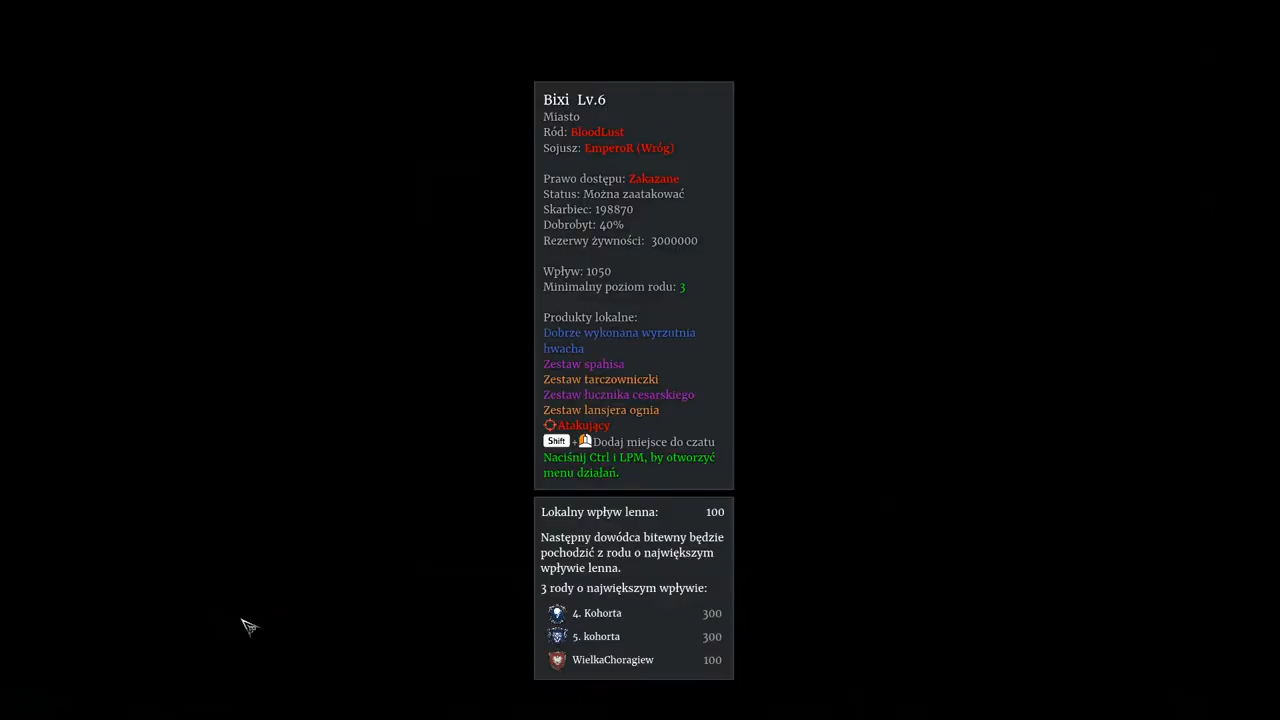 Bixi Lv.6
Miasto
Ród: BloodLust
Sojusz: EmperoR (Wróg)
Prawo dostępu: Zakazane
Status: Można zaatakować
Skarbiec: 198870
Dobrobyt: 40%
Rezerwy żywności: 3000000
Wpływ: 1050
Minimalny poziom rodu: 3
Produkty lokalne:
Dobrze wykonana wyrzutnia
hwacha
Zestaw spahisa
Zestaw tarczowniczki
Zestaw łucznika cesarskiego
Zestaw lansjera ognia
Atakujący
Shift + Dodaj miejsce do czatu
Naciśnij Ctrl i LPM, by otworzyć
menu działań.
Lokalny wpływ lenna: 100
Następny dowódca bitewny będzie
pochodzić z rodu o największym
wpływie lenna.
3 rody o największym wpływie:
4. Kohorta 300
5. kohorta 300
WielkaChoragiew 100